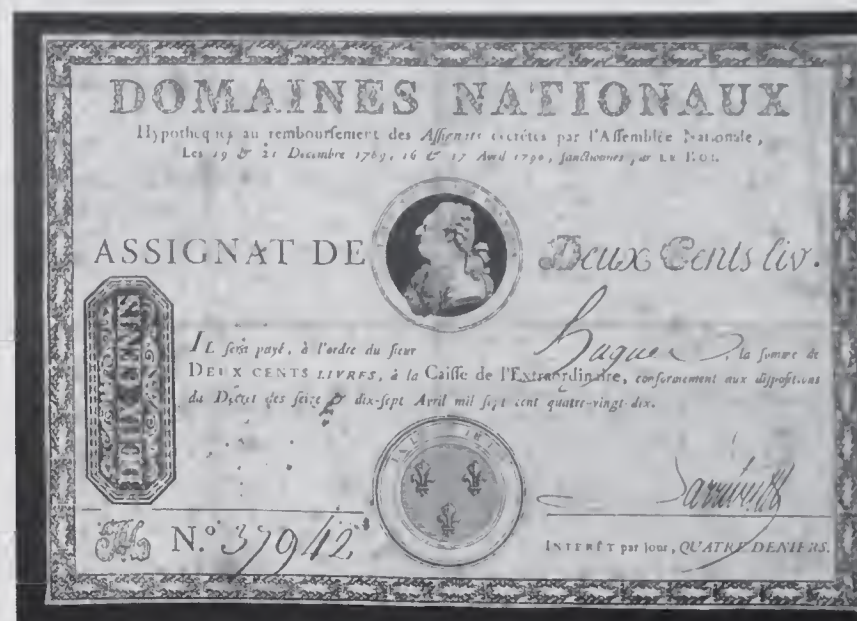 DOMAINES NATIONAUX
Hypothéqués au remboursement des Assignats décrétés par l'Assemblée Nationale,
Les 19 & 21 Décembre 1789, 16 & 17 Avril 1790, sanctionnés par LE ROI.
ASSIGNAT DE Deux Cents liv.
DEUX CENTS
IL sera payé, à l'ordre du sieur la somme de
DEUX CENTS LIVRES, à la Caisse de l'Extraordinaire, conformément aux dispositions
du Décret des seize & dix-sept Avril mil sept cent quatre-vingt-dix.
N.º 37942
INTERÊT par jour, QUATRE DENIERS.